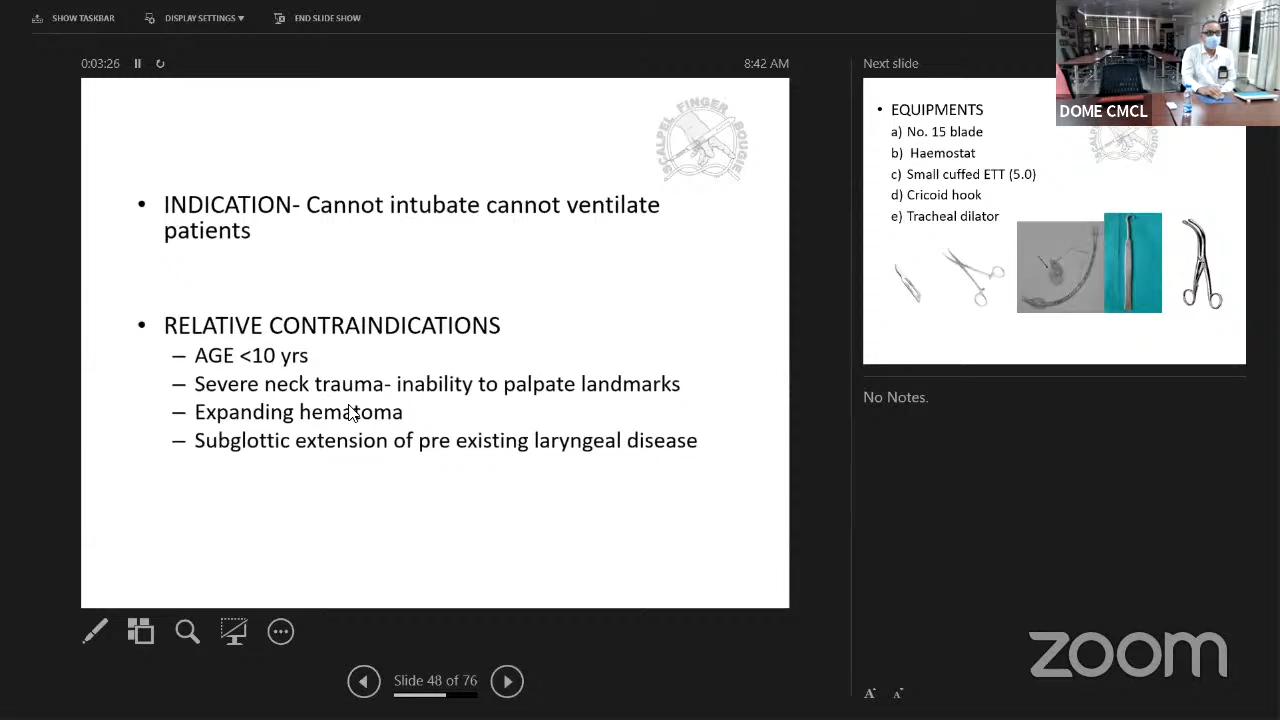 SHOW TASKBAR
DISPLAY SETTINGS ▼
END SLIDE SHOW
0:03:26
8:42 AM
SCALPEL FINGER BOUGIE
• INDICATION- Cannot intubate cannot ventilate
patients
• RELATIVE CONTRAINDICATIONS
– AGE <10 yrs
– Severe neck trauma- inability to palpate landmarks
– Expanding hematoma
– Subglottic extension of pre existing laryngeal disease
Slide 48 of 76
Next slide
• EQUIPMENTS
a) No. 15 blade
b) Haemostat
c) Small cuffed ETT (5.0)
d) Cricoid hook
e) Tracheal dilator
No Notes.
A A
DOME CMCL
zoom